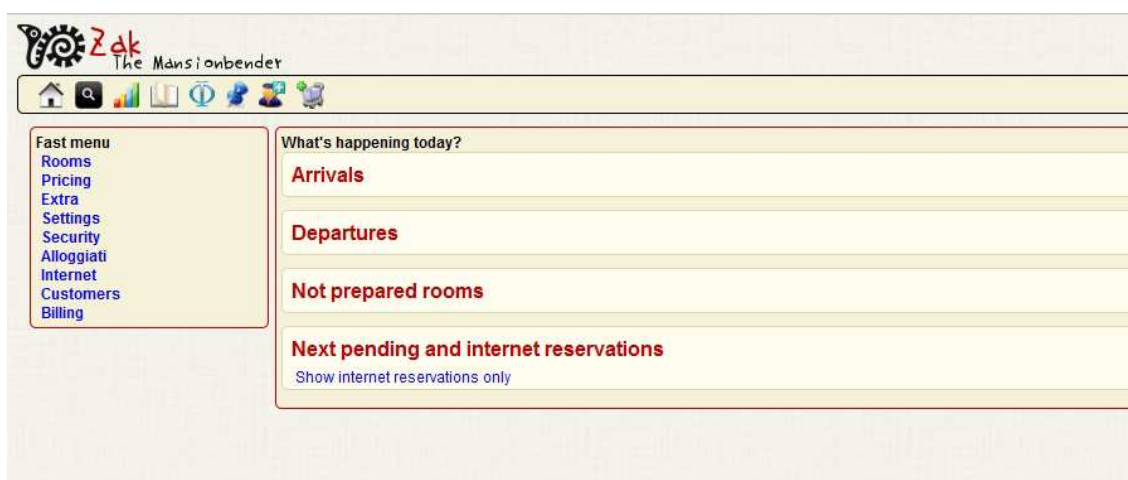 Zak
The Mansionbender
Fast menu
Rooms
Pricing
Extra
Settings
Security
Alloggiati
Internet
Customers
Billing
What's happening today?
Arrivals
Departures
Not prepared rooms
Next pending and internet reservations
Show internet reservations only